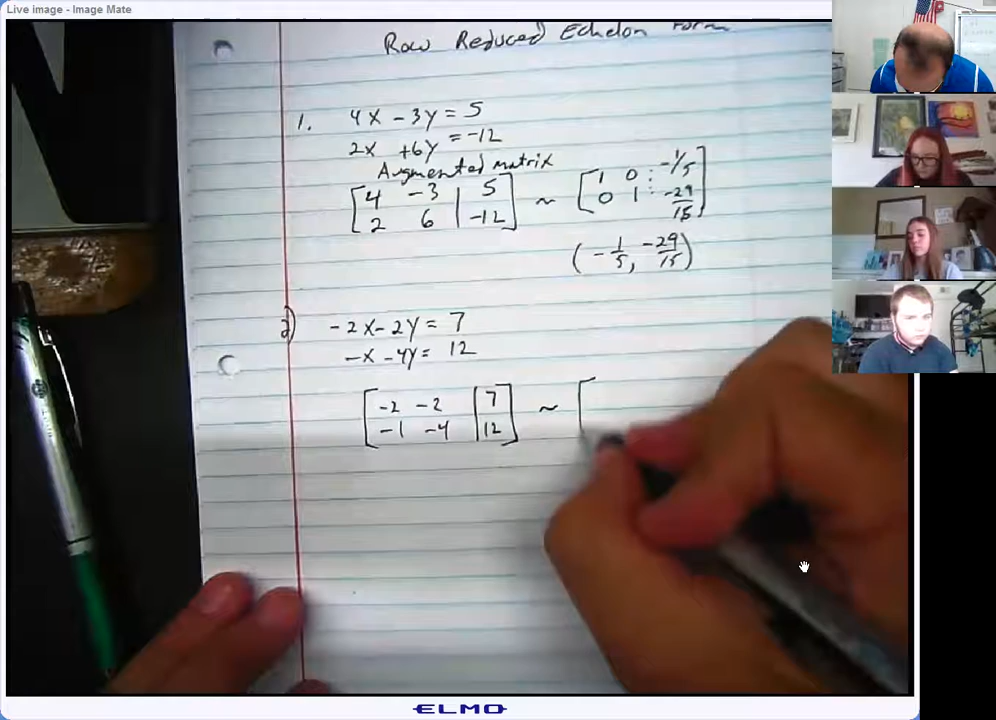 Live image - Image Mate
Row Reduced Echelon Form
1. 4x - 3y = 5
2x + 6y = -12
Augmented matrix
[4 -3 | 5] ~ [1 0 : -1/5]
[2 6 | -12] [0 1 : -29/15]
(-1/5, -29/15)
2) -2x - 2y = 7
-x - 4y = 12
[-2 -2 | 7] ~ [
[-1 -4 | 12]
ELMO